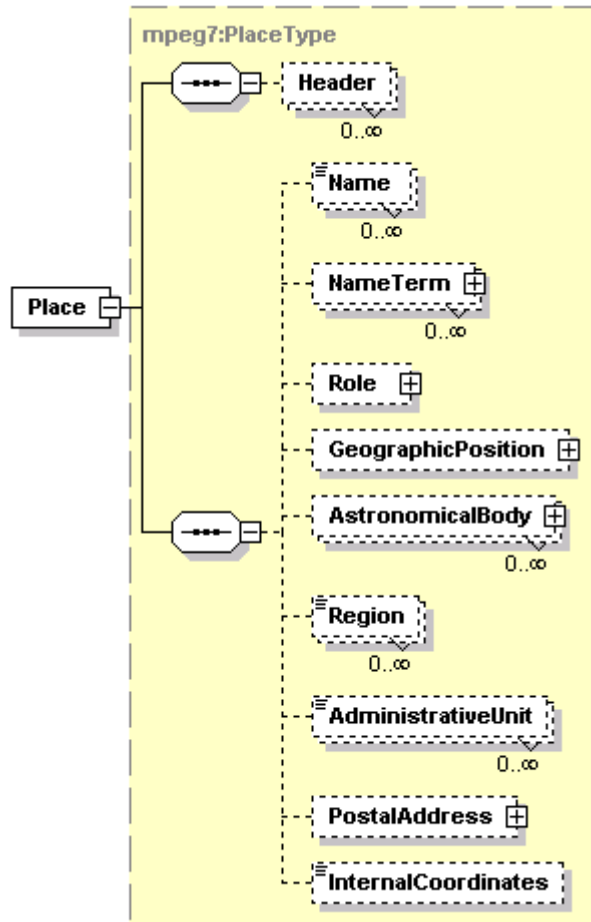 mpeg7:PlaceType
Header
0..∞
Name
0..∞
NameTerm
0..∞
Place
Role
GeographicPosition
AstronomicalBody
0..∞
Region
0..∞
AdministrativeUnit
0..∞
PostalAddress
InternalCoordinates